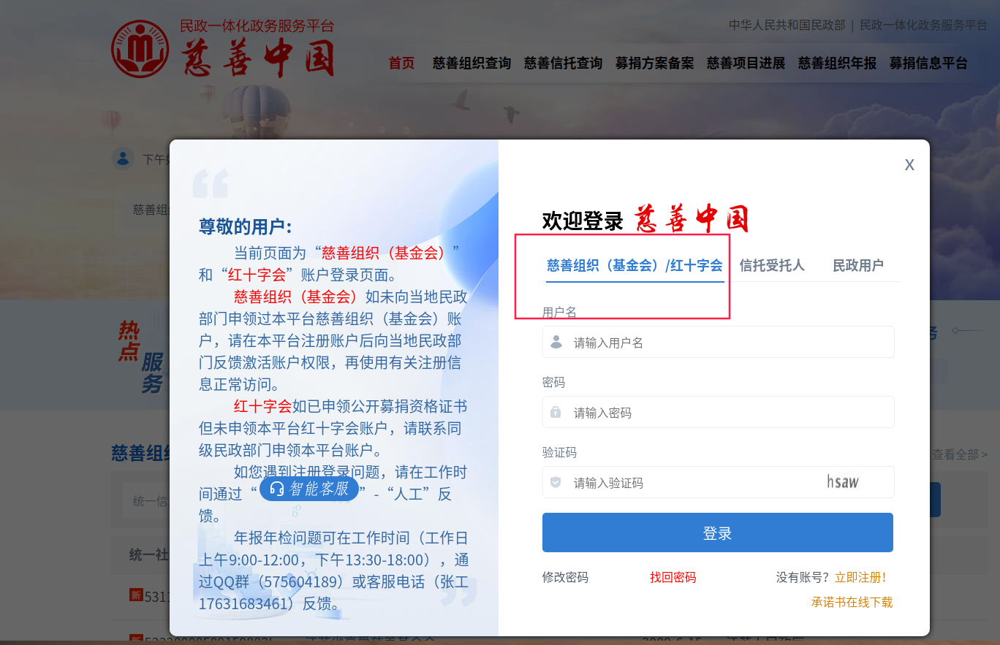 民政一体化政务服务平台
慈善中国
中华人民共和国民政部 | 民政一体化政务服务平台
首页 慈善组织查询 慈善信托查询 募捐方案备案 慈善项目进展 慈善组织年报 募捐信息平台
下午
慈善组
热点
服务
务
慈善组
查看全部 >
统一信
统一社
新 5311
新
X
尊敬的用户:
当前页面为“慈善组织（基金会）”
和“红十字会”账户登录页面。
慈善组织（基金会）如未向当地民政
部门申领过本平台慈善组织（基金会）账
户，请在本平台注册账户后向当地民政部
门反馈激活账户权限，再使用有关注册信
息正常访问。
红十字会如已申领公开募捐资格证书
但未申领本平台红十字会账户，请联系同
级民政部门申领本平台账户。
如您遇到注册登录问题，请在工作时
间通过“智能客服”-“人工”反
馈。
年报年检问题可在工作时间（工作日
上午9:00-12:00，下午13:30-18:00），通
过QQ群（575604189）或客服电话（张工
17631683461）反馈。
欢迎登录 慈善中国
慈善组织（基金会）/红十字会 信托受托人 民政用户
用户名
请输入用户名
密码
请输入密码
验证码
请输入验证码 hsaw
登录
修改密码 找回密码 没有账号？立即注册！
承诺书在线下载